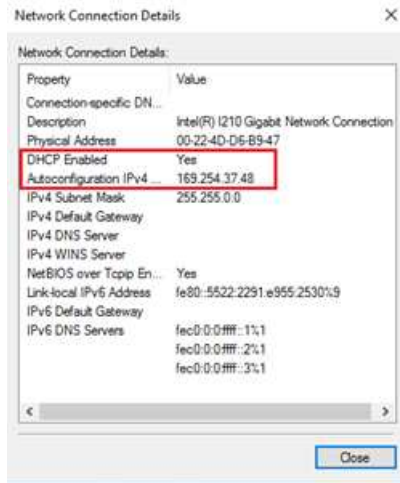 Network Connection Details
Network Connection Details:
Property Value
Connection-specific DN...
Description Intel(R) I210 Gigabit Network Connection
Physical Address 00-22-4D-D6-B9-47
DHCP Enabled Yes
Autoconfiguration IPv4 ... 169.254.37.48
IPv4 Subnet Mask 255.255.0.0
IPv4 Default Gateway
IPv4 DNS Server
IPv4 WINS Server
NetBIOS over Tcpip En... Yes
Link-local IPv6 Address fe80::5522:2291:e955:2530%9
IPv6 Default Gateway
IPv6 DNS Servers fec0:0:0:ffff::1%1
fec0:0:0:ffff::2%1
fec0:0:0:ffff::3%1
Close